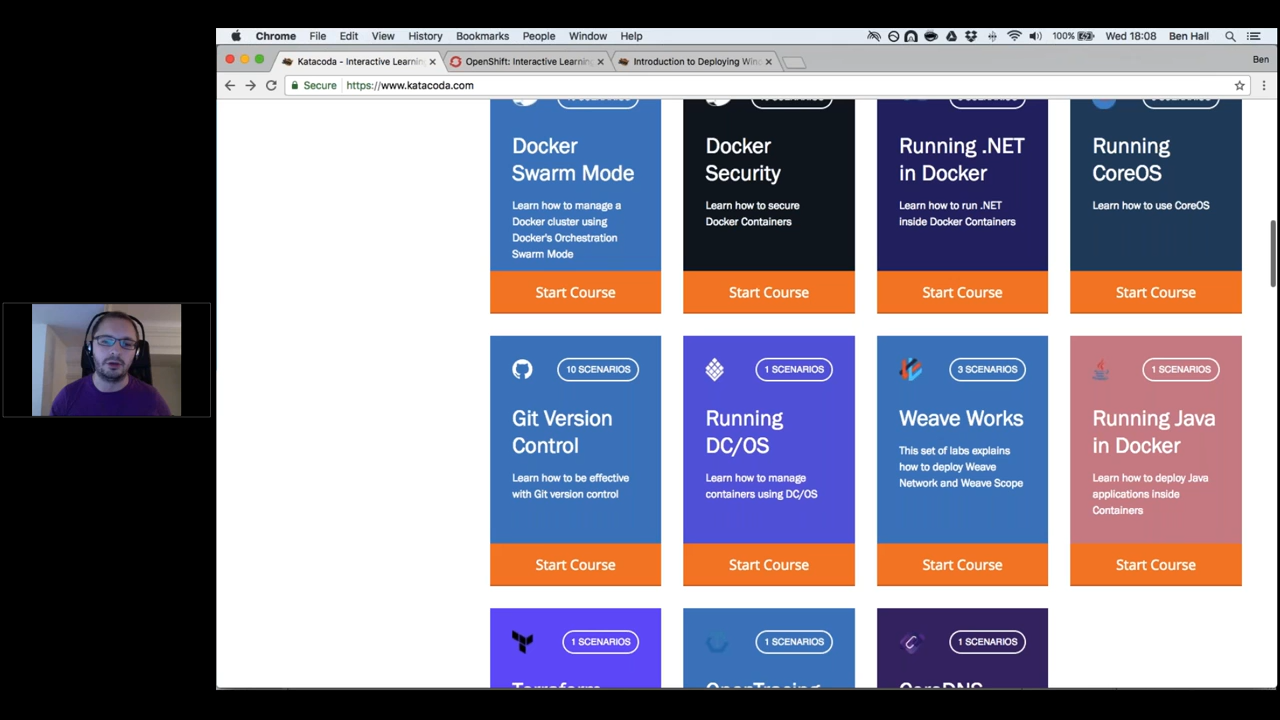 Chrome File Edit View History Bookmarks People Window Help 100% Wed 18:08 Ben Hall
Katacoda - Interactive Learnin
OpenShift: Interactive Learning
Introduction to Deploying Wind
Ben
Secure https://www.katacoda.com
Docker
Swarm Mode
Learn how to manage a
Docker cluster using
Docker's Orchestration
Swarm Mode
Start Course
Docker
Security
Learn how to secure
Docker Containers
Start Course
Running .NET
in Docker
Learn how to run .NET
inside Docker Containers
Start Course
Running
CoreOS
Learn how to use CoreOS
Start Course
10 SCENARIOS
Git Version
Control
Learn how to be effective
with Git version control
Start Course
1 SCENARIOS
Running
DC/OS
Learn how to manage
containers using DC/OS
Start Course
3 SCENARIOS
Weave Works
This set of labs explains
how to deploy Weave
Network and Weave Scope
Start Course
1 SCENARIOS
Running Java
in Docker
Learn how to deploy Java
applications inside
Containers
Start Course
1 SCENARIOS
Terraform
1 SCENARIOS
OpenTracing
1 SCENARIOS
CoreDNS